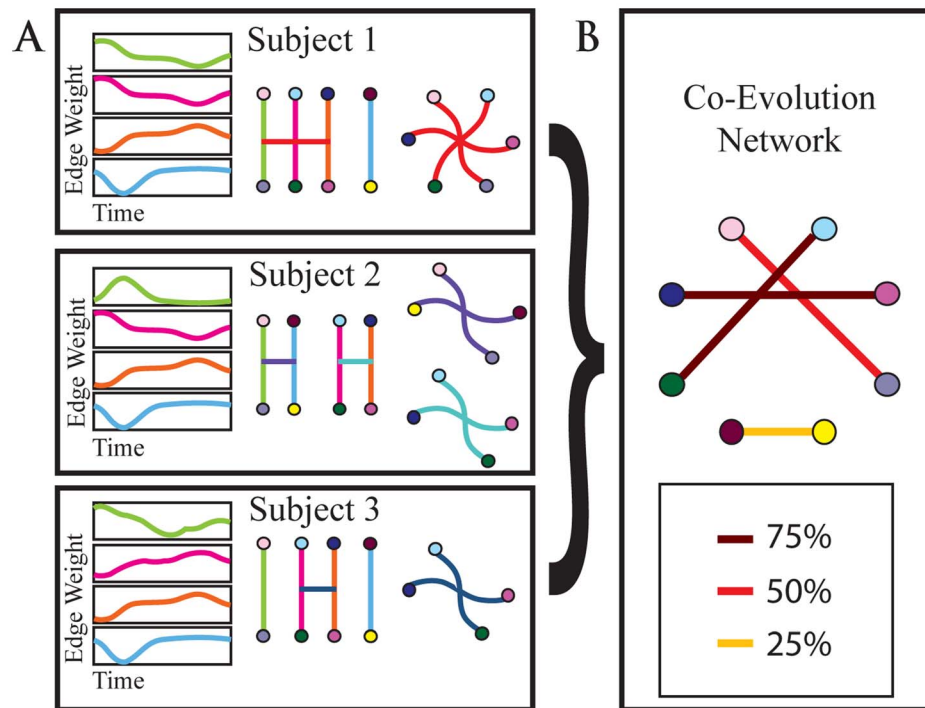 A
Subject 1
Edge Weight
Time
Subject 2
Edge Weight
Time
Subject 3
Edge Weight
Time
B
Co-Evolution
Network
75%
50%
25%